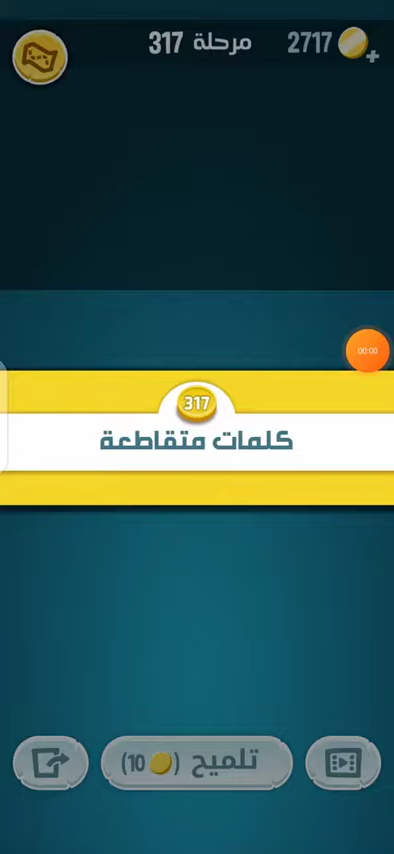 مرحلة 317
2717
00:00
317
كلمات متقاطعة
تلميح (10)